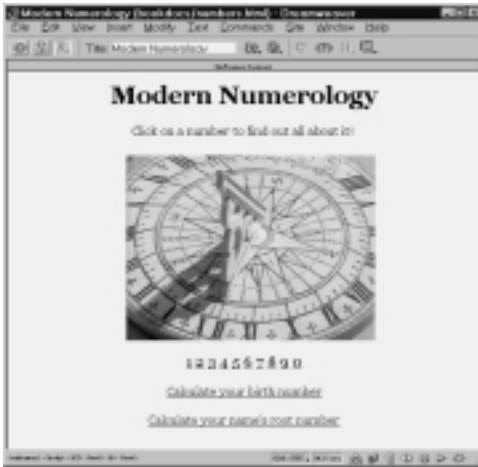 Modern Numerology (bookdocs/numbers.html) - Dreamweaver
File Edit View Insert Modify Text Commands Site Window Help
Title: Modern Numerology
Modern Numerology
Click on a number to find out all about it!
1 2 3 4 5 6 7 8 9 0
Calculate your birth number
Calculate your name's root number